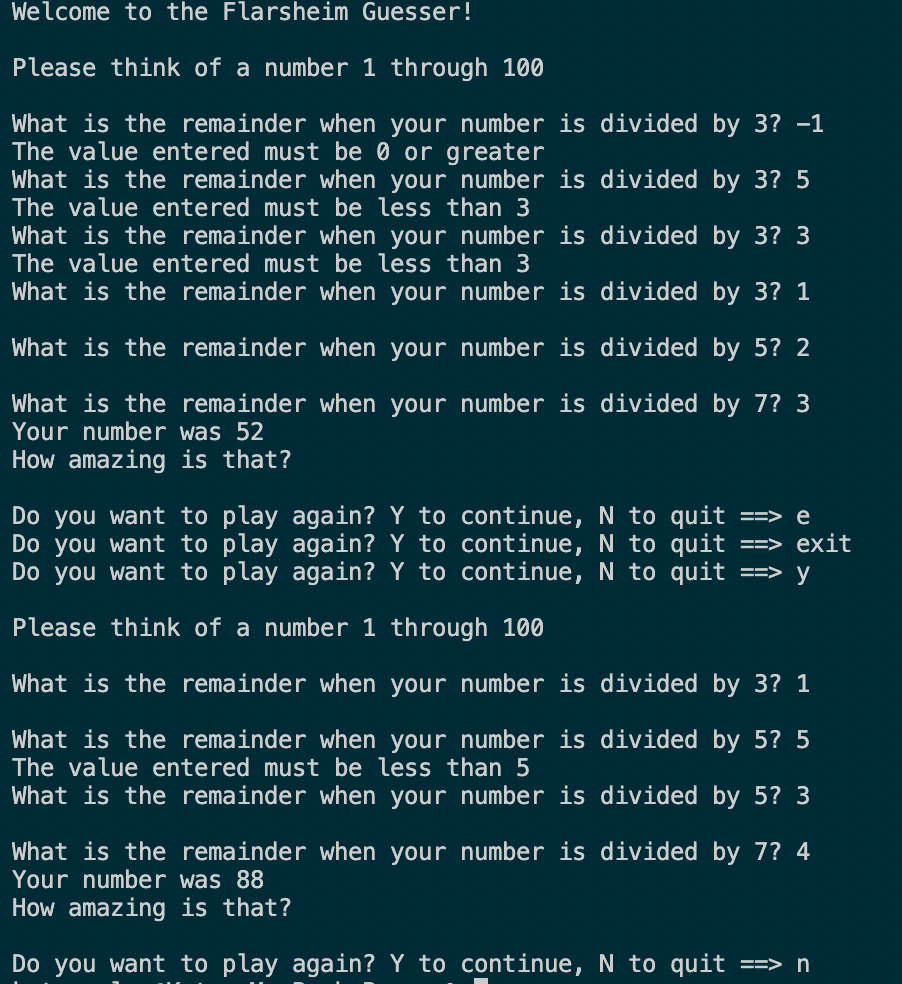 Welcome to the Flarsheim Guesser!
Please think of a number 1 through 100
What is the remainder when your number is divided by 3? -1
The value entered must be 0 or greater
What is the remainder when your number is divided by 3? 5
The value entered must be less than 3
What is the remainder when your number is divided by 3? 3
The value entered must be less than 3
What is the remainder when your number is divided by 3? 1
What is the remainder when your number is divided by 5? 2
What is the remainder when your number is divided by 7? 3
Your number was 52
How amazing is that?
Do you want to play again? Y to continue, N to quit ==> e
Do you want to play again? Y to continue, N to quit ==> exit
Do you want to play again? Y to continue, N to quit ==> y
Please think of a number 1 through 100
What is the remainder when your number is divided by 3? 1
What is the remainder when your number is divided by 5? 5
The value entered must be less than 5
What is the remainder when your number is divided by 5? 3
What is the remainder when your number is divided by 7? 4
Your number was 88
How amazing is that?
Do you want to play again? Y to continue, N to quit ==> n